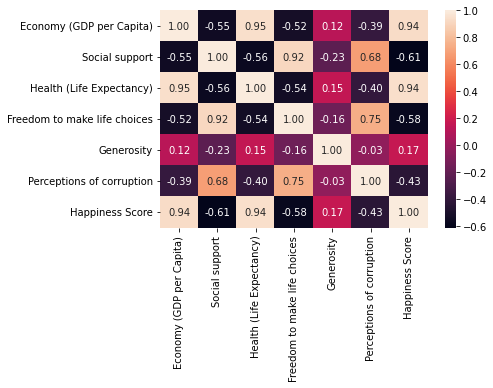 Economy (GDP per Capita) 1.00 -0.55 0.95 -0.52 0.12 -0.39 0.94
Social support -0.55 1.00 -0.56 0.92 -0.23 0.68 -0.61
Health (Life Expectancy) 0.95 -0.56 1.00 -0.54 0.15 -0.40 0.94
Freedom to make life choices -0.52 0.92 -0.54 1.00 -0.16 0.75 -0.58
Generosity 0.12 -0.23 0.15 -0.16 1.00 -0.03 0.17
Perceptions of corruption -0.39 0.68 -0.40 0.75 -0.03 1.00 -0.43
Happiness Score 0.94 -0.61 0.94 -0.58 0.17 -0.43 1.00
Economy (GDP per Capita)
Social support
Health (Life Expectancy)
Freedom to make life choices
Generosity
Perceptions of corruption
Happiness Score
1.0
0.8
0.6
0.4
0.2
0.0
−0.2
−0.4
−0.6